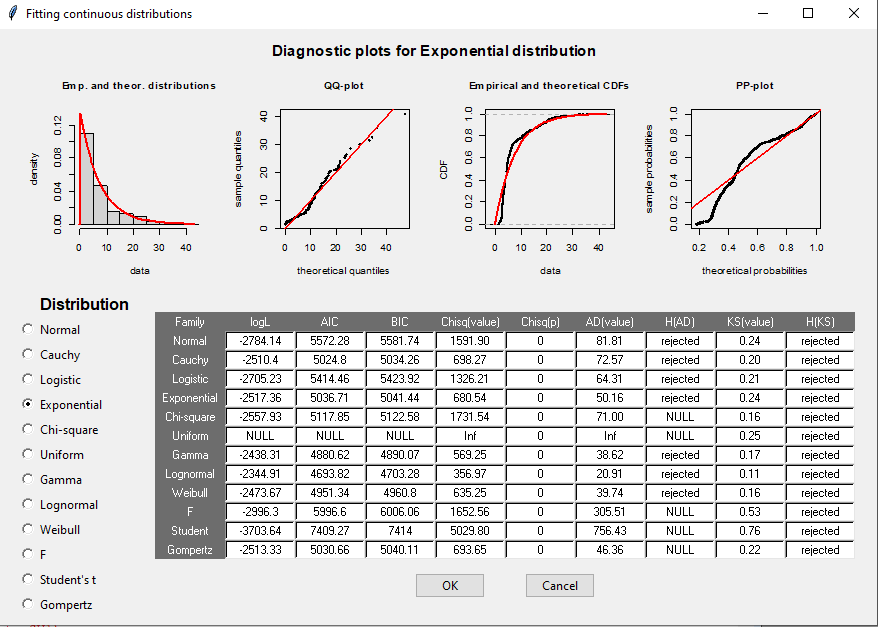 Fitting continuous distributions
Diagnostic plots for Exponential distribution
Emp. and theor. distributions
density
0.00 0.04 0.08 0.12
0 10 20 30 40
data
QQ-plot
sample quantiles
0 10 20 30 40
0 10 20 30 40
theoretical quantiles
Empirical and theoretical CDFs
CDF
0.0 0.2 0.4 0.6 0.8 1.0
0 10 20 30 40
data
PP-plot
sample probabilities
0.0 0.2 0.4 0.6 0.8 1.0
0.2 0.4 0.6 0.8 1.0
theoretical probabilities
Distribution
Normal
Cauchy
Logistic
Exponential
Chi-square
Uniform
Gamma
Lognormal
Weibull
F
Student's t
Gompertz
Family logL AIC BIC Chisq(value) Chisq(p) AD(value) H(AD) KS(value) H(KS)
Normal -2784.14 5572.28 5581.74 1591.90 0 81.81 rejected 0.24 rejected
Cauchy -2510.4 5024.8 5034.26 698.27 0 72.57 rejected 0.20 rejected
Logistic -2705.23 5414.46 5423.92 1326.21 0 64.31 rejected 0.21 rejected
Exponential -2517.36 5036.71 5041.44 680.54 0 50.16 rejected 0.24 rejected
Chi-square -2557.93 5117.85 5122.58 1731.54 0 71.00 NULL 0.16 rejected
Uniform NULL NULL NULL Inf 0 Inf NULL 0.25 rejected
Gamma -2438.31 4880.62 4890.07 569.25 0 38.62 rejected 0.17 rejected
Lognormal -2344.91 4693.82 4703.28 356.97 0 20.91 rejected 0.11 rejected
Weibull -2473.67 4951.34 4960.8 635.25 0 39.74 rejected 0.16 rejected
F -2996.3 5996.6 6006.06 1652.56 0 305.51 NULL 0.53 rejected
Student -3703.64 7409.27 7414 5029.80 0 756.43 NULL 0.76 rejected
Gompertz -2513.33 5030.66 5040.11 693.65 0 46.36 NULL 0.22 rejected
OK
Cancel